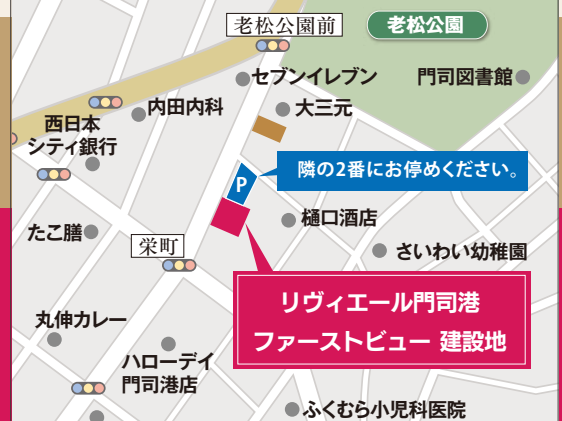 老松公園前
老松公園
セブンイレブン
門司図書館
内田内科
大三元
西日本
シティ銀行
P
隣の2番にお停めください。
たこ膳
樋口酒店
栄町
さいわい幼稚園
リヴィエール門司港
ファーストビュー 建設地
丸伸カレー
ハローデイ
門司港店
ふくむら小児科医院